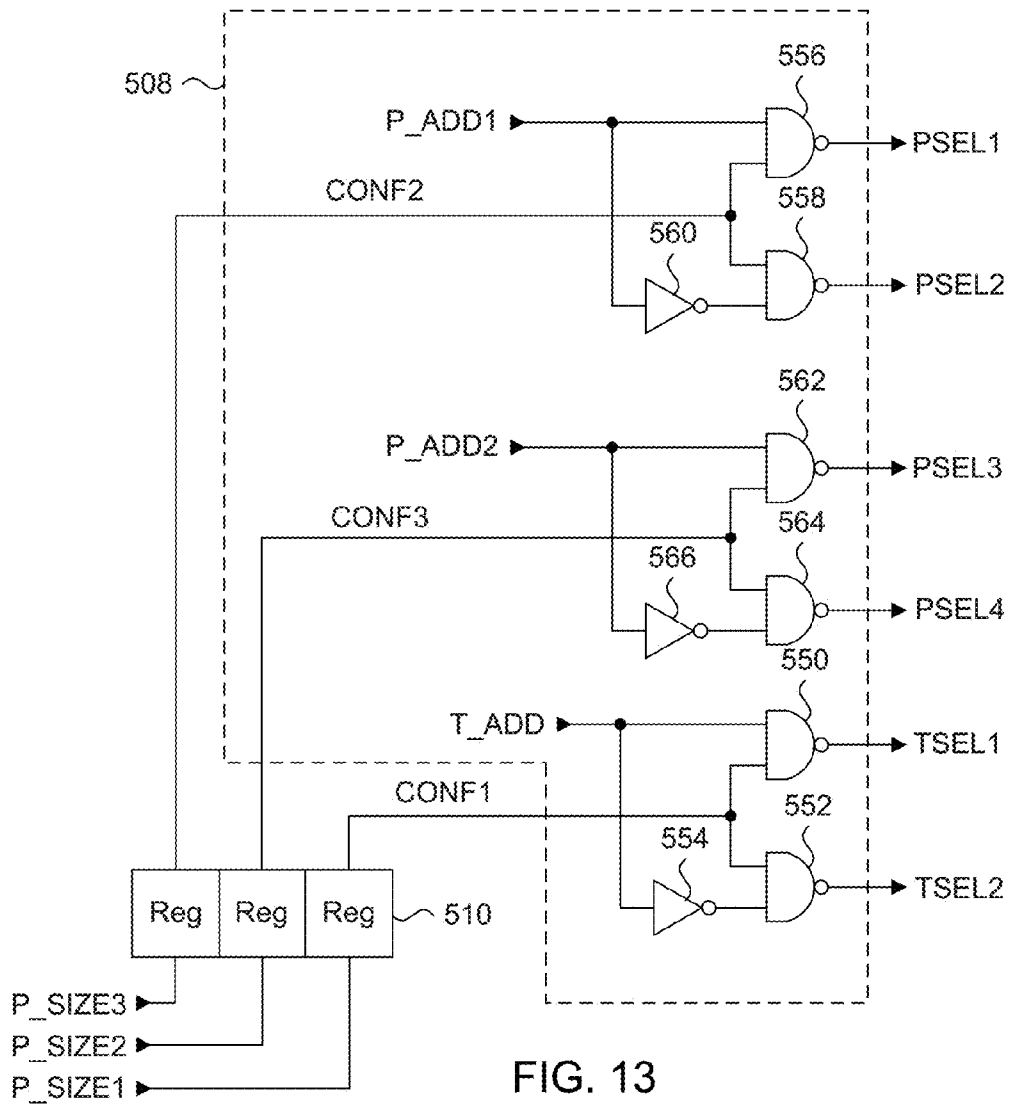 508
556
P_ADD1
PSEL1
CONF2
558
560
PSEL2
562
P_ADD2
PSEL3
CONF3
564
566
PSEL4
550
T_ADD
TSEL1
CONF1
552
554
TSEL2
Reg Reg Reg
510
P_SIZE3
P_SIZE2
P_SIZE1
FIG. 13